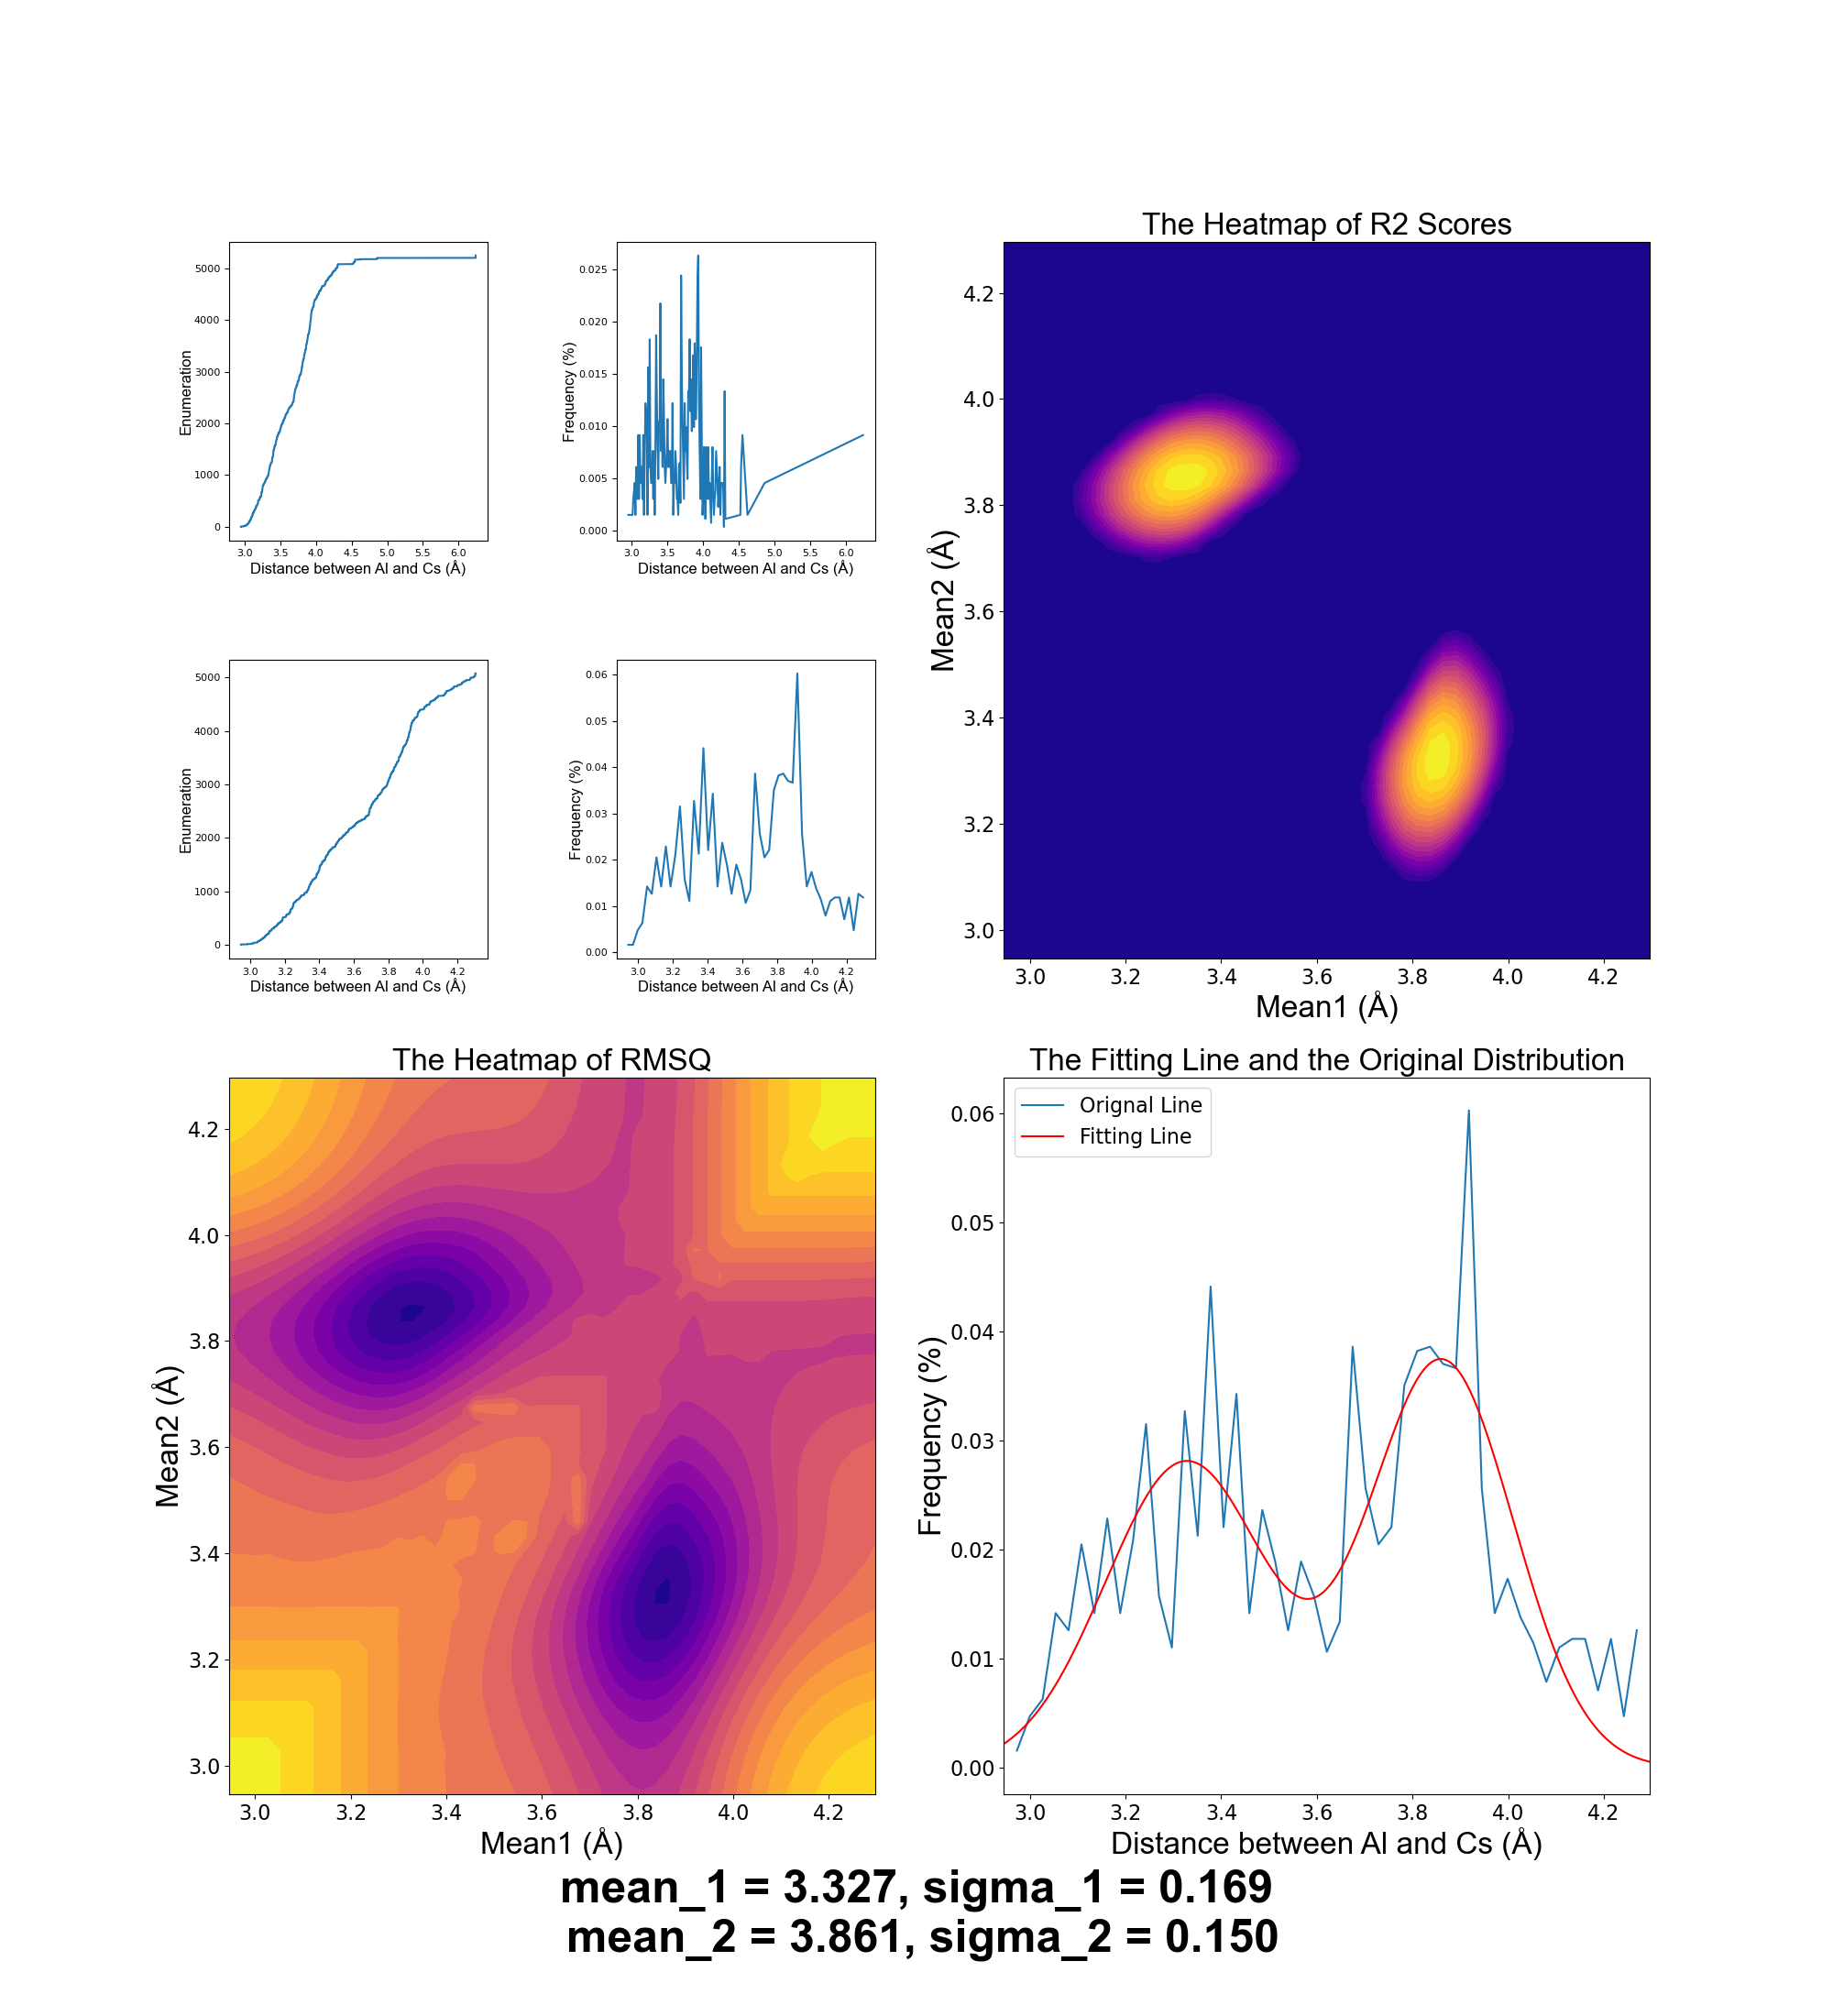 Enumeration
5000
4000
3000
2000
1000
0
3.0 3.5 4.0 4.5 5.0 5.5 6.0
Distance between Al and Cs (Å)
Frequency (%)
0.025
0.020
0.015
0.010
0.005
0.000
3.0 3.5 4.0 4.5 5.0 5.5 6.0
Distance between Al and Cs (Å)
The Heatmap of R2 Scores
Mean2 (Å)
4.2
4.0
3.8
3.6
3.4
3.2
3.0
3.0 3.2 3.4 3.6 3.8 4.0 4.2
Mean1 (Å)
Enumeration
5000
4000
3000
2000
1000
0
3.0 3.2 3.4 3.6 3.8 4.0 4.2
Distance between Al and Cs (Å)
Frequency (%)
0.06
0.05
0.04
0.03
0.02
0.01
0.00
3.0 3.2 3.4 3.6 3.8 4.0 4.2
Distance between Al and Cs (Å)
The Heatmap of RMSQ
Mean2 (Å)
4.2
4.0
3.8
3.6
3.4
3.2
3.0
3.0 3.2 3.4 3.6 3.8 4.0 4.2
Mean1 (Å)
The Fitting Line and the Original Distribution
Orignal Line
Fitting Line
Frequency (%)
0.06
0.05
0.04
0.03
0.02
0.01
0.00
3.0 3.2 3.4 3.6 3.8 4.0 4.2
Distance between Al and Cs (Å)
mean_1 = 3.327, sigma_1 = 0.169
mean_2 = 3.861, sigma_2 = 0.150